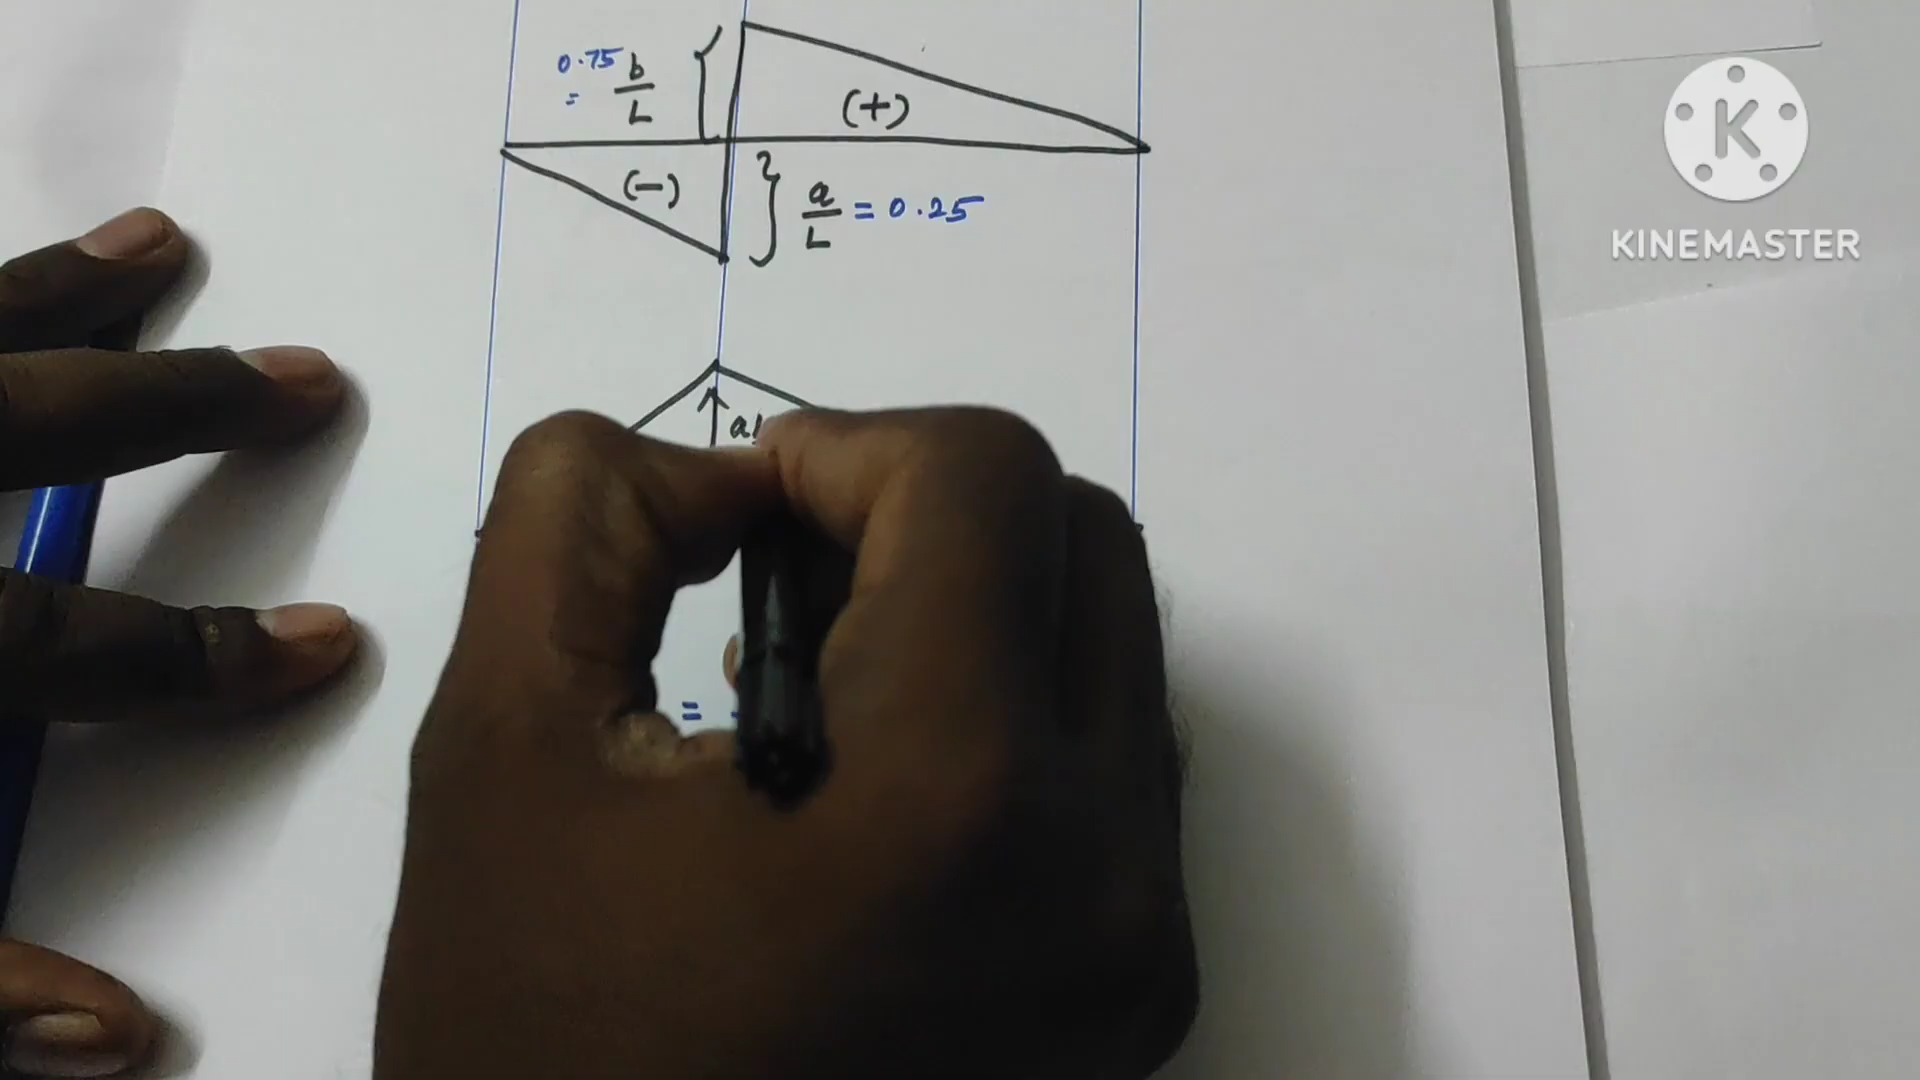 0.75 b/L
=
(+)
(-)
a/L = 0.25
K
KINEMASTER
a
=